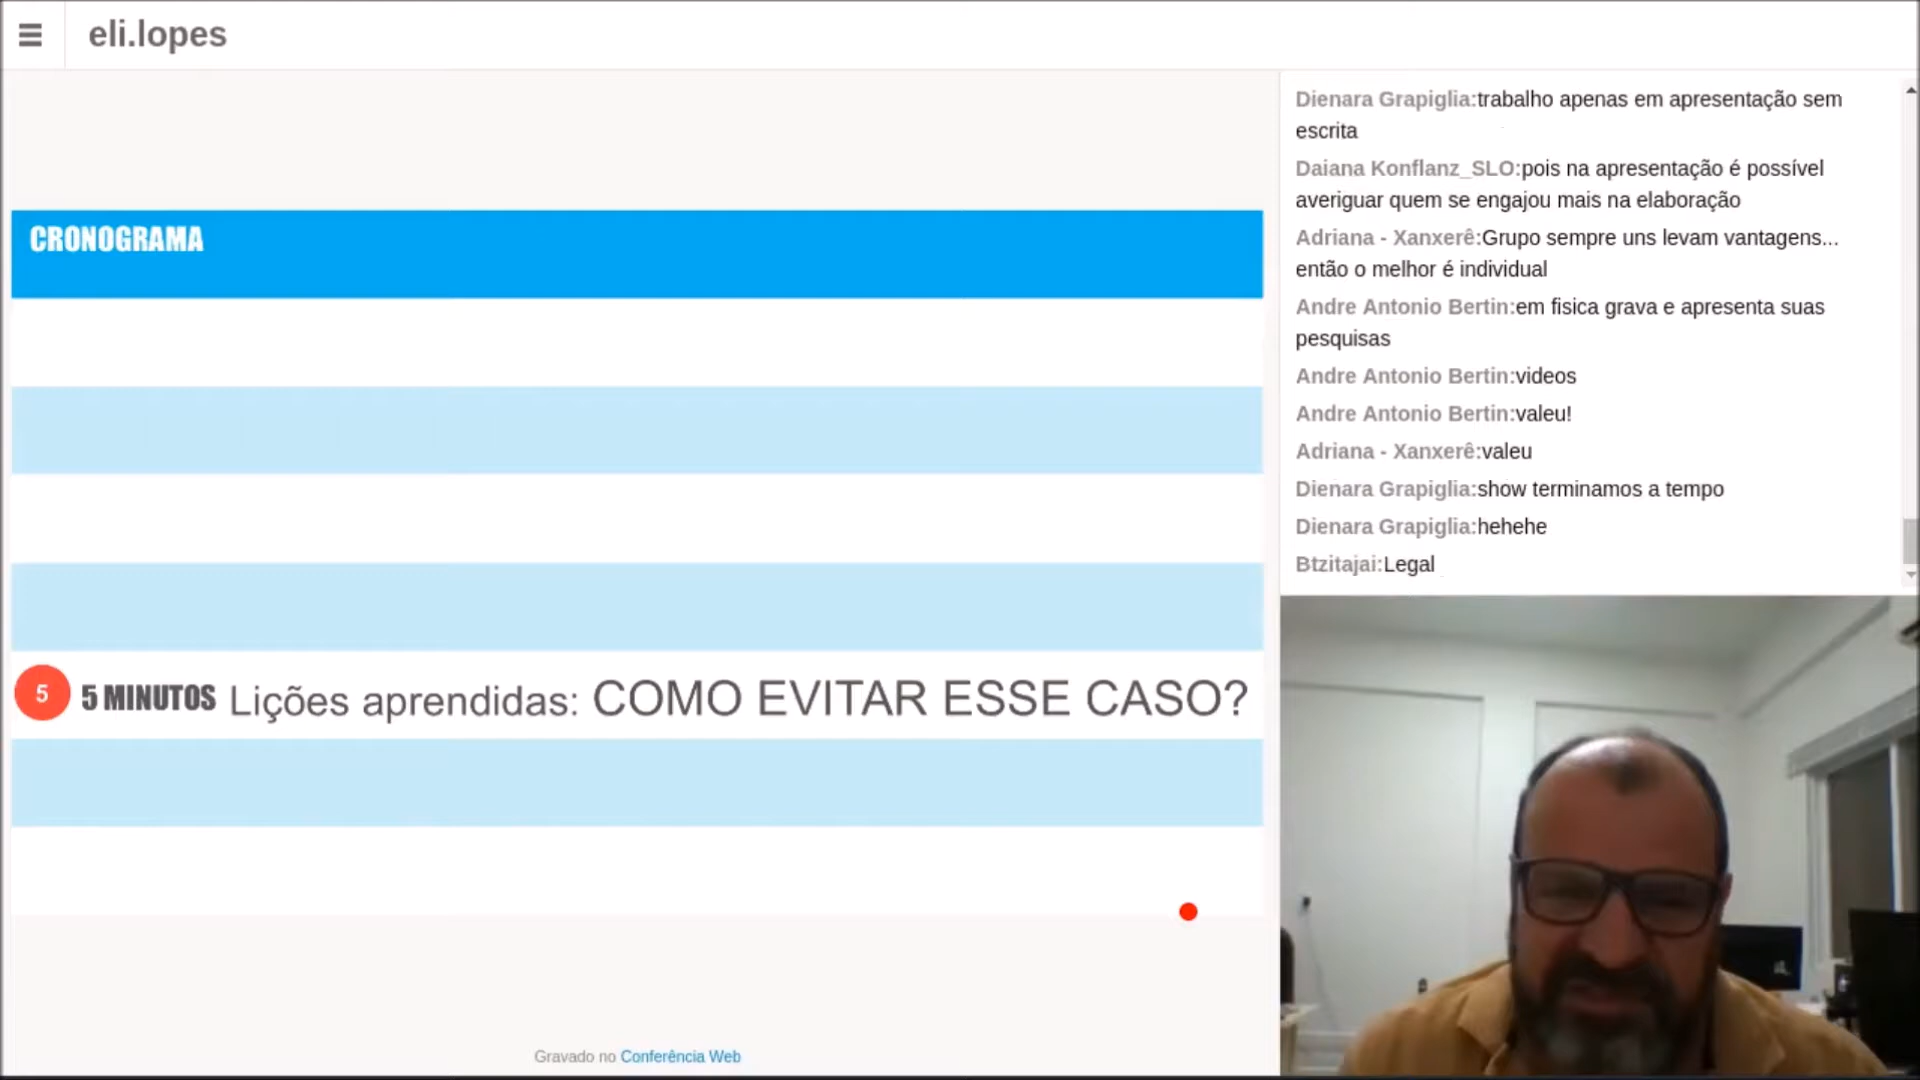 eli.lopes
CRONOGRAMA
5 5 MINUTOS Lições aprendidas: COMO EVITAR ESSE CASO?
Gravado no Conferência Web
Dienara Grapiglia:trabalho apenas em apresentação sem
escrita
Daiana Konflanz_SLO:pois na apresentação é possível
averiguar quem se engajou mais na elaboração
Adriana - Xanxerê:Grupo sempre uns levam vantagens...
então o melhor é individual
Andre Antonio Bertin:em fisica grava e apresenta suas
pesquisas
Andre Antonio Bertin:videos
Andre Antonio Bertin:valeu!
Adriana - Xanxerê:valeu
Dienara Grapiglia:show terminamos a tempo
Dienara Grapiglia:hehehe
Btzitajai:Legal